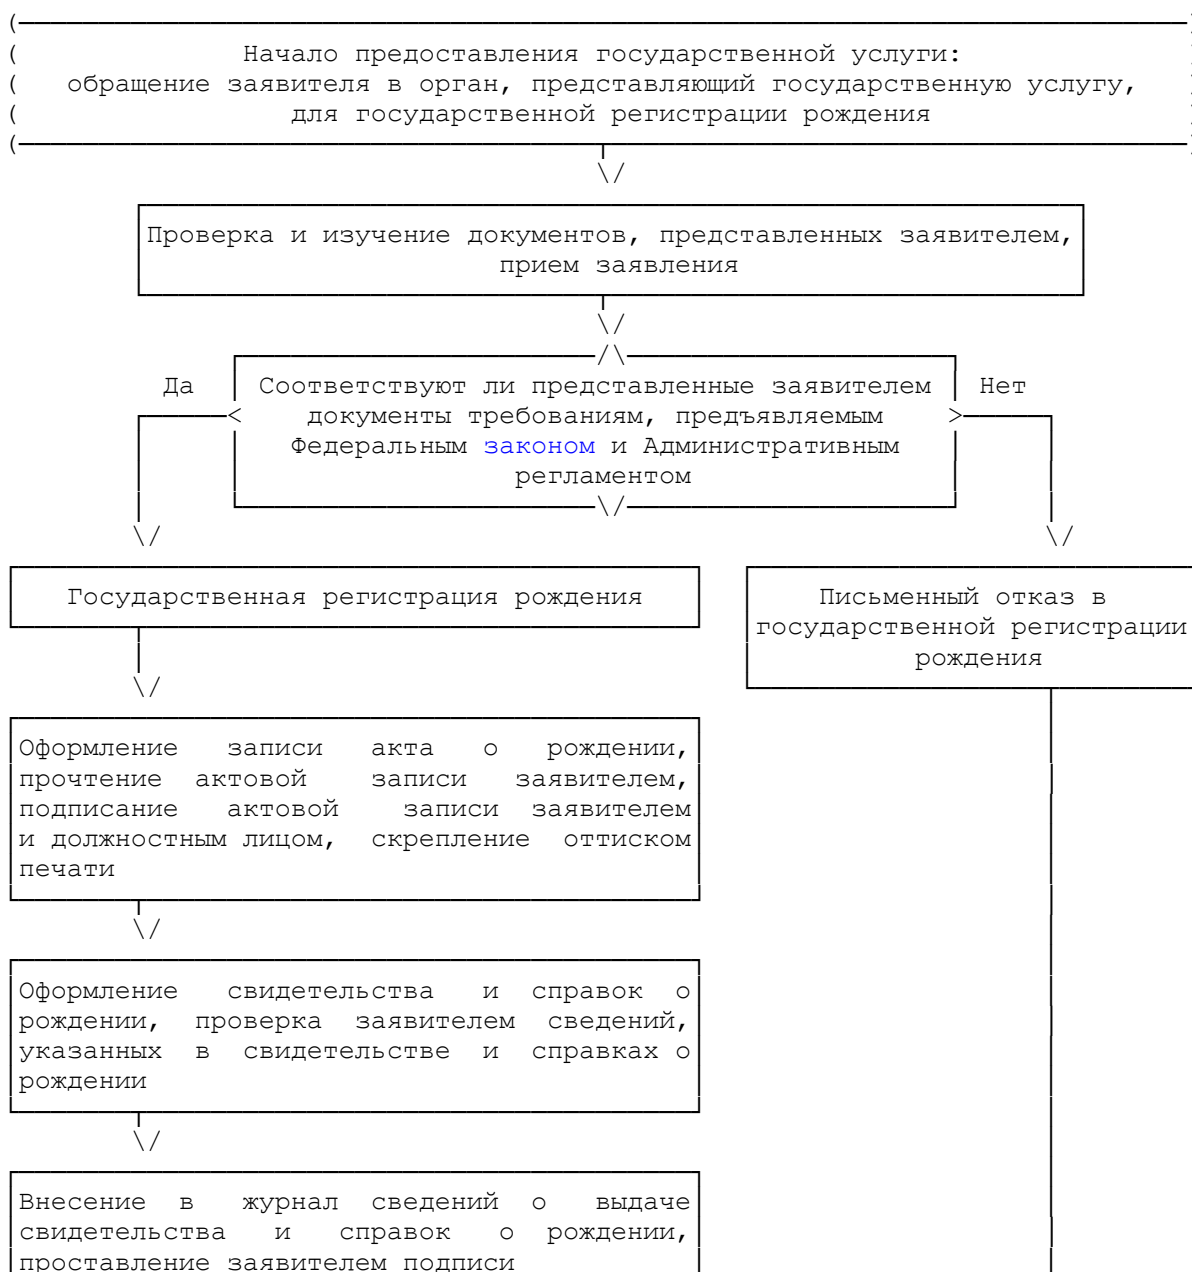 Начало предоставления государственной услуги:
обращение заявителя в орган, представляющий государственную услугу,
для государственной регистрации рождения
Проверка и изучение документов, представленных заявителем,
прием заявления
Да
Соответствуют ли представленные заявителем
документы требованиям, предъявляемым
Федеральным законом и Административным
регламентом
Нет
Государственная регистрация рождения
Письменный отказ в
государственной регистрации
рождения
Оформление записи акта о рождении,
прочтение актовой записи заявителем,
подписание актовой записи заявителем
и должностным лицом, скрепление оттиском
печати
Оформление свидетельства и справок о
рождении, проверка заявителем сведений,
указанных в свидетельстве и справках о
рождении
Внесение в журнал сведений о выдаче
свидетельства и справок о рождении,
проставление заявителем подписи